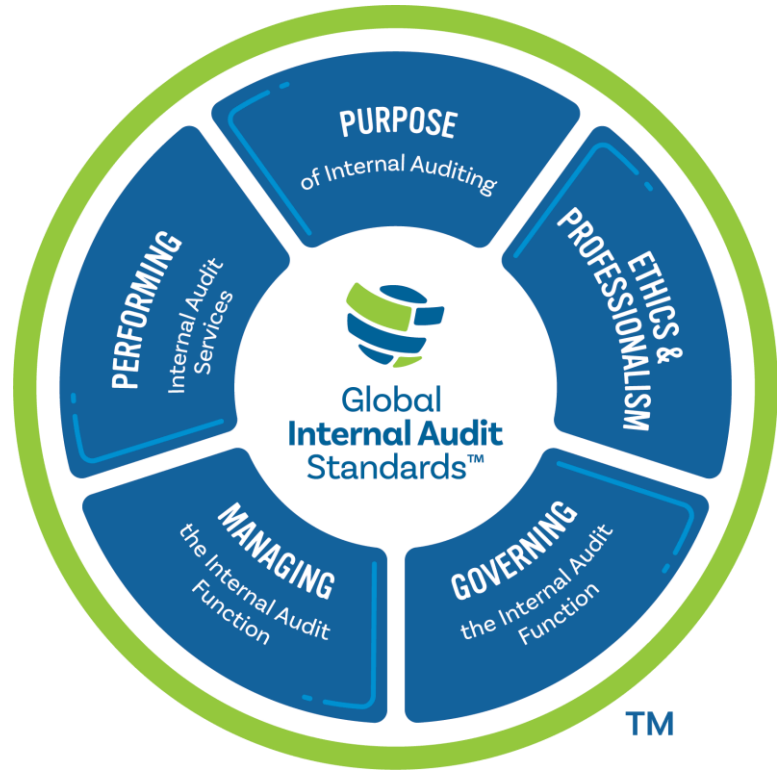 PURPOSE
of Internal Auditing
ETHICS &
PROFESSIONALISM
GOVERNING
the Internal Audit
Function
MANAGING
the Internal Audit
Function
PERFORMING
Internal Audit
Services
Global
Internal Audit
Standards™
TM